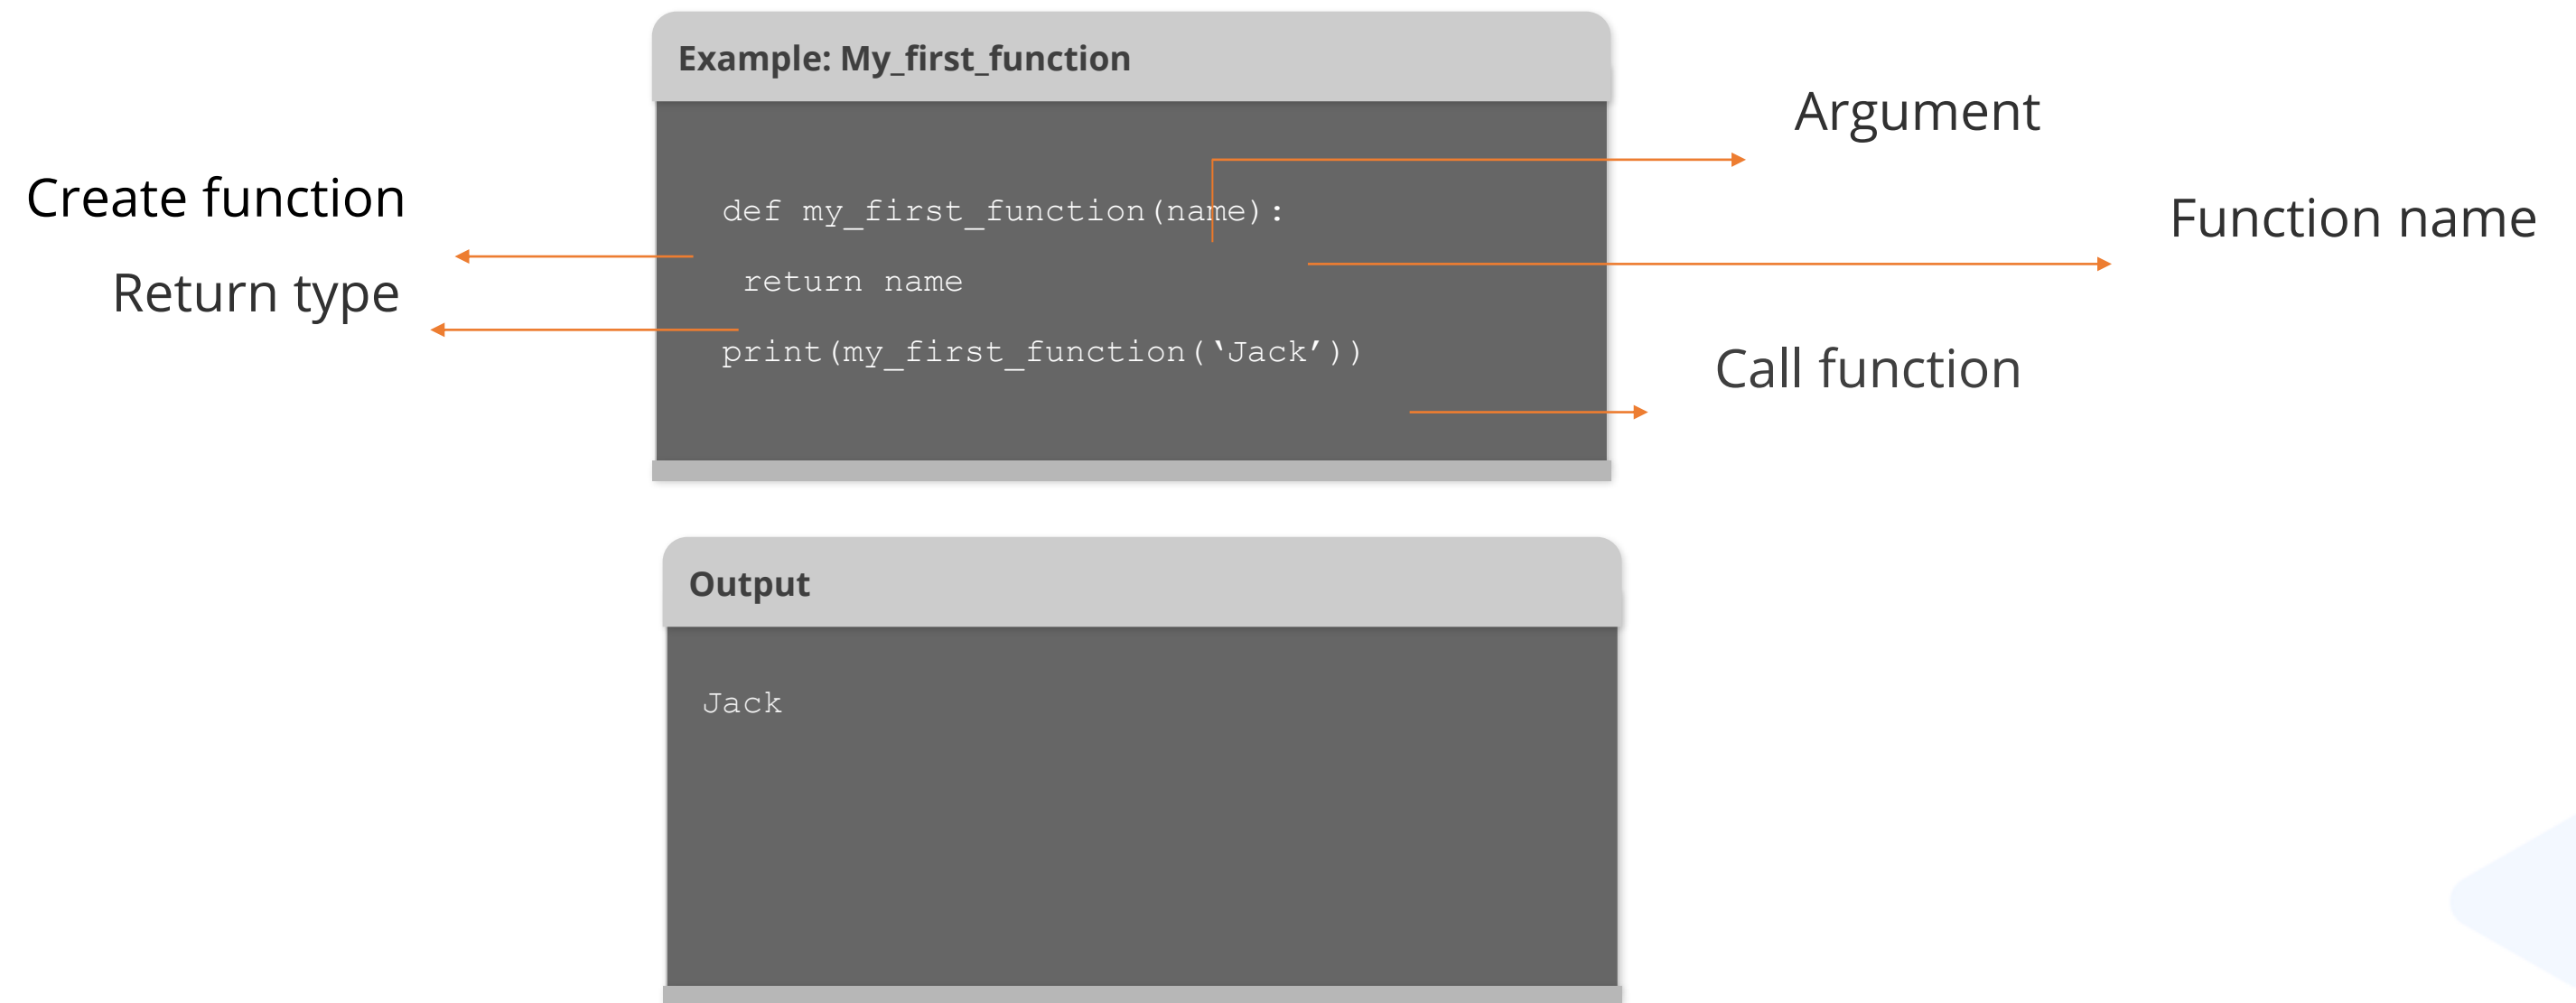 Example: My_first_function
Argument
Create function
def my_first_function(name):
Function name
Return type
return name
print(my_first_function(‘Jack’))
Call function
Output
Jack